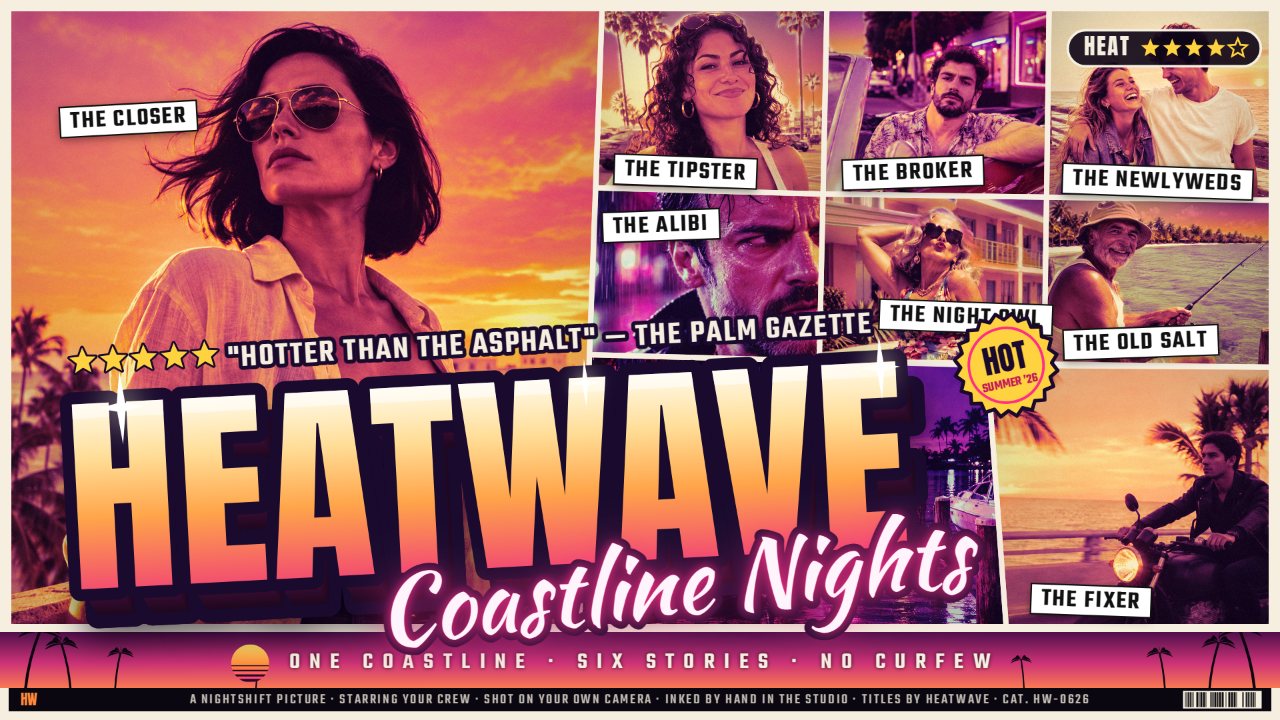 HEAT
THE CLOSER
THE TIPSTER
THE BROKER
THE NEWLYWEDS
THE ALIBI
THE NIGHT OWL
THE OLD SALT
"HOTTER THAN THE ASPHALT" — THE PALM GAZETTE
HOT
SUMMER '26
HEATWAVE
Coastline Nights
THE FIXER
ONE COASTLINE · SIX STORIES · NO CURFEW
HW
A NIGHTSHIFT PICTURE · STARRING YOUR CREW · SHOT ON YOUR OWN CAMERA · INKED BY HAND IN THE STUDIO · TITLES BY HEATWAVE · CAT. HW-0626